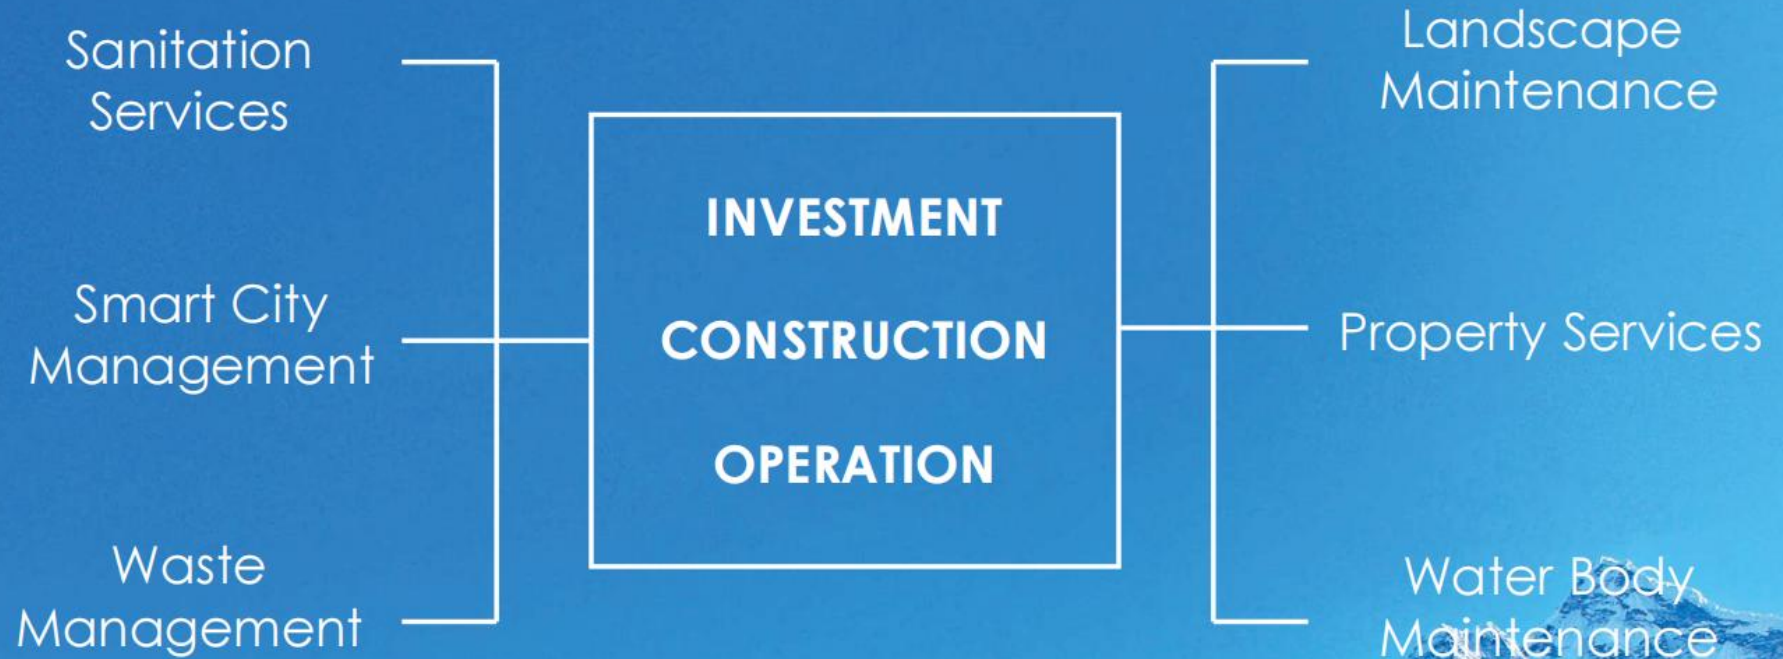 Sanitation
Services
Smart City
Management
Waste
Management
INVESTMENT
CONSTRUCTION
OPERATION
Landscape
Maintenance
Property Services
Water Body
Maintenance